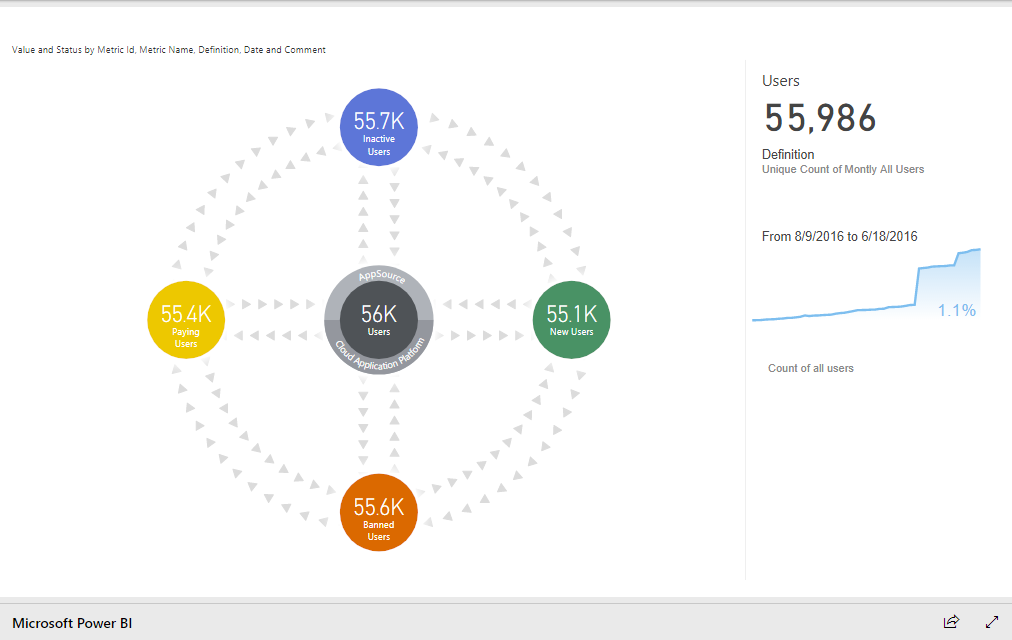 Value and Status by Metric Id, Metric Name, Definition, Date and Comment
55.7K
Inactive
Users
55.4K
Paying
Users
AppSource
56K
Users
Cloud Application Platform
55.1K
New Users
55.6K
Banned
Users
Users
55,986
Definition
Unique Count of Montly All Users
From 8/9/2016 to 6/18/2016
1.1%
Count of all users
Microsoft Power BI